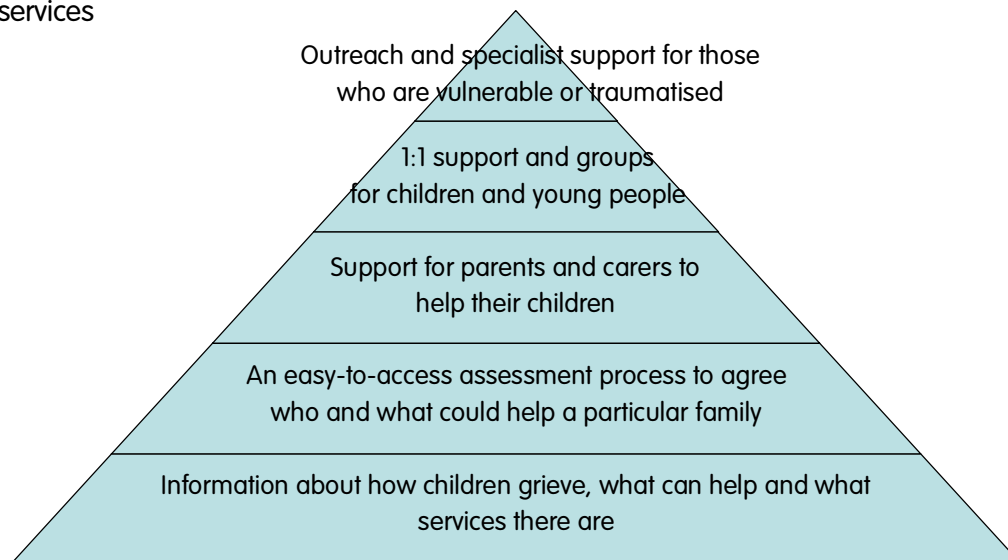 services
Outreach and specialist support for those
who are vulnerable or traumatised
1:1 support and groups
for children and young people
Support for parents and carers to
help their children
An easy-to-access assessment process to agree
who and what could help a particular family
Information about how children grieve, what can help and what
services there are